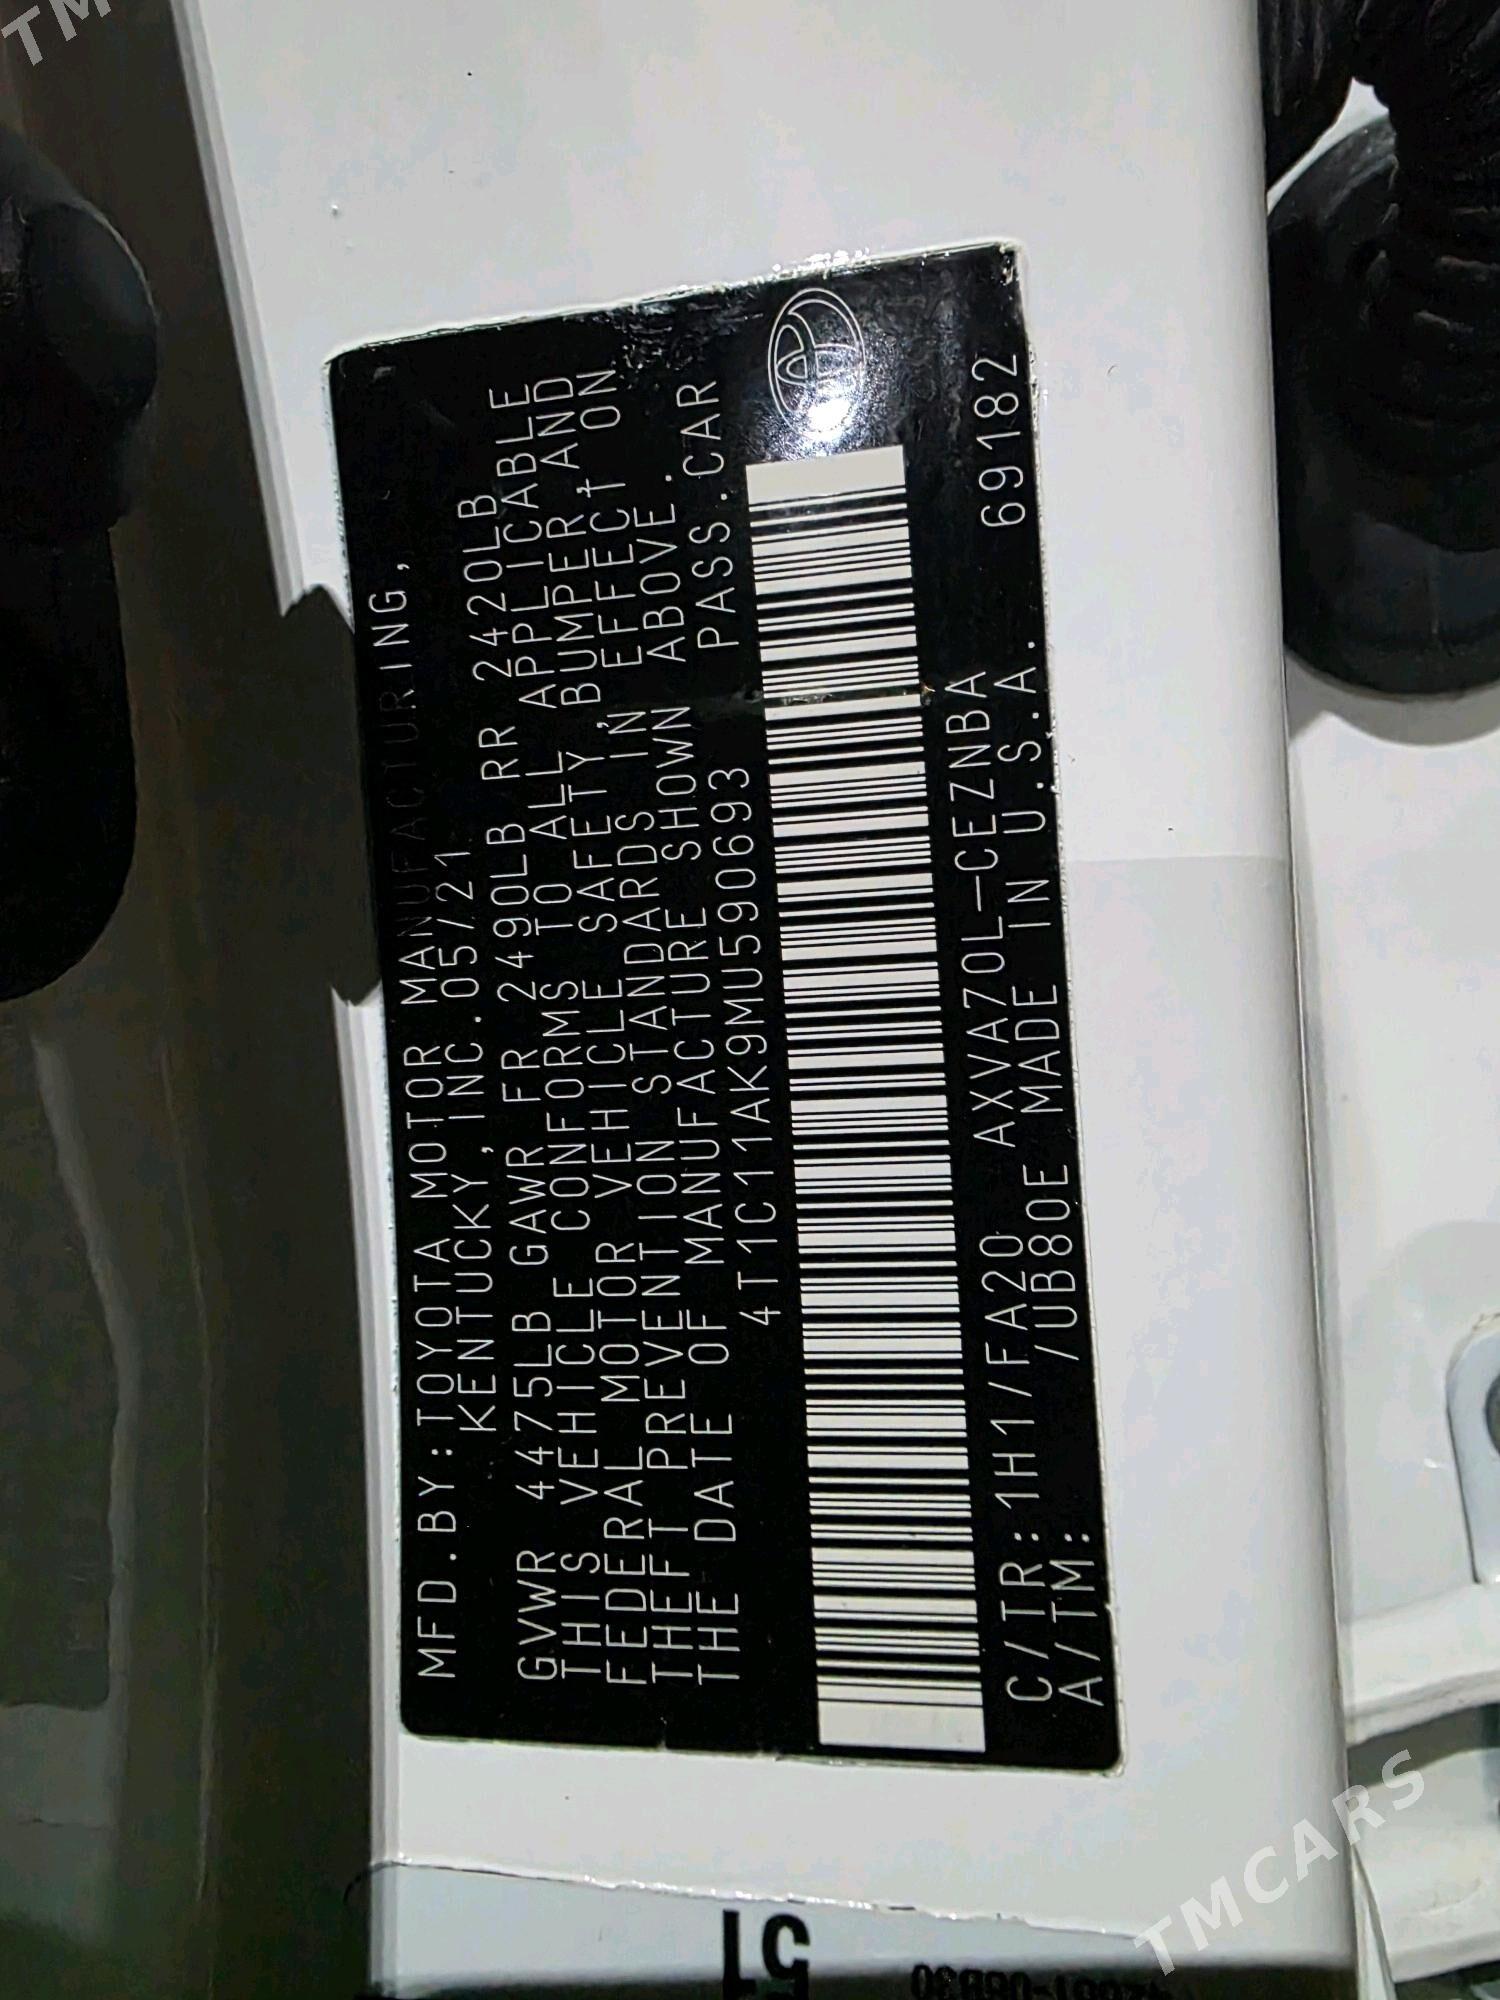 MFD.BY:TOYOTA MOTOR MANUFACTURING,
KENTUCKY, INC. 05/21
GVWR 4475LB GAWR FR 2490LB RR 2420LB
THIS VEHICLE CONFORMS TO ALL APPLICABLE
FEDERAL MOTOR VEHICLE SAFETY, BUMPER, AND
THEFT PREVENTION STANDARDS IN EFFECT ON
THE DATE OF MANUFACTURE SHOWN ABOVE.
4T1C11AK9MU590693 PASS.CAR
C/TR:1H1/FA20 AXVA70L-CEZNBA 69182
A/TM: /UB80E MADE IN U.S.A.
51
TMCARS